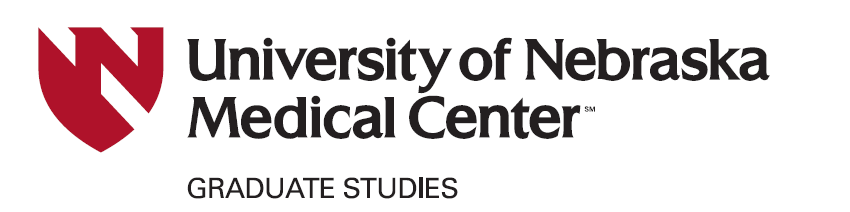 University of Nebraska
Medical Center℠
GRADUATE STUDIES